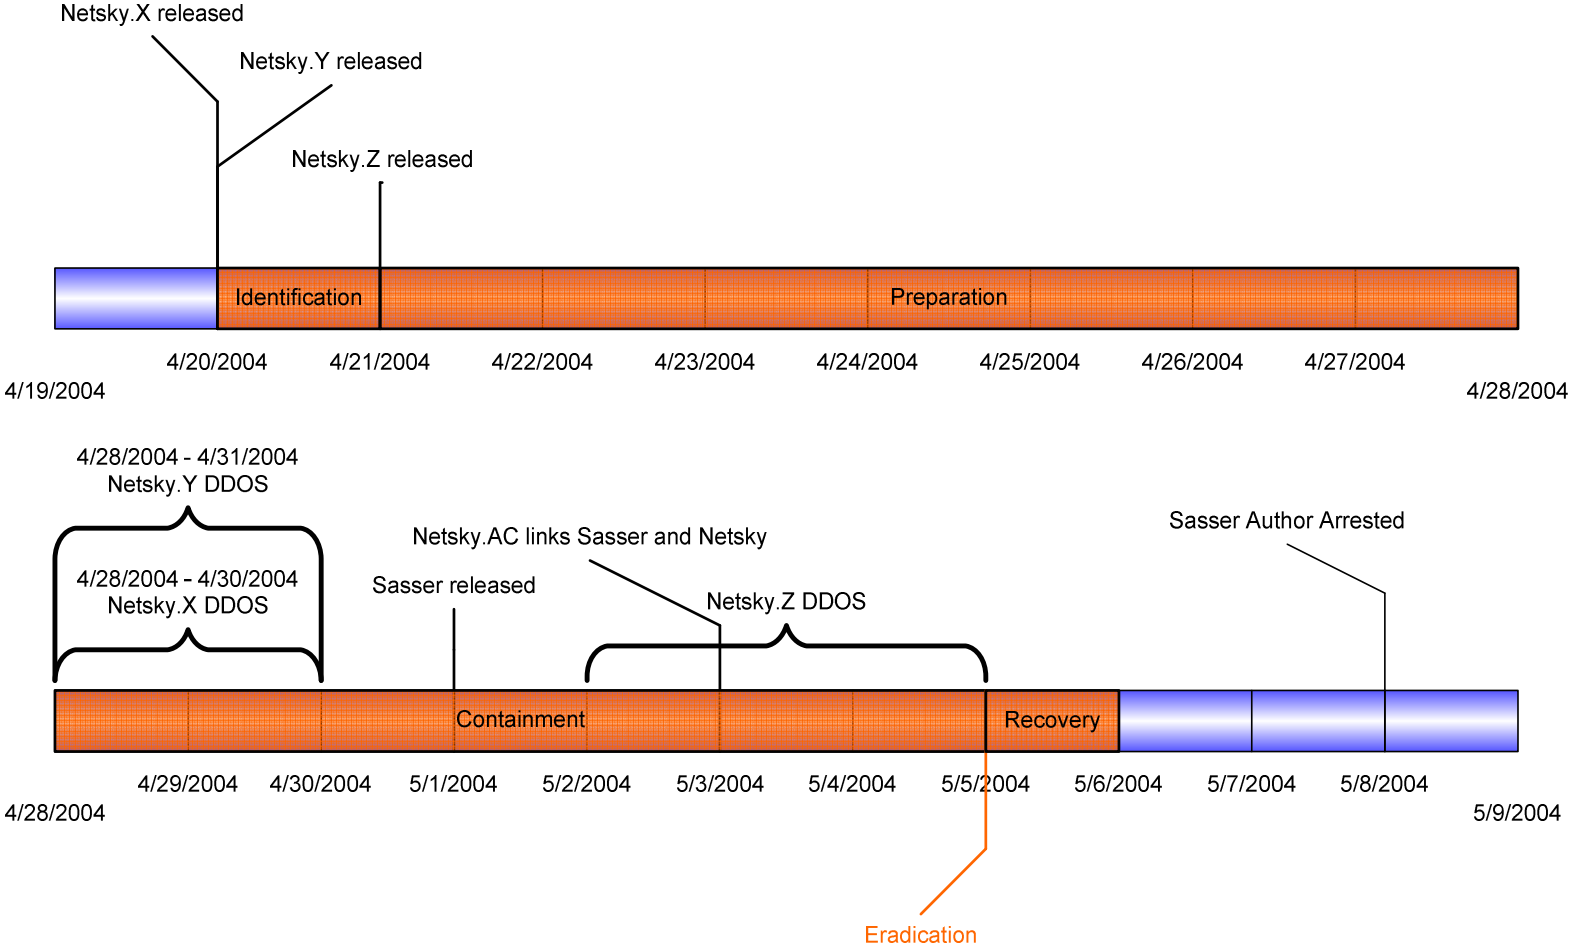 Netsky.X released
Netsky.Y released
Netsky.Z released
Identification
Preparation
4/20/2004
4/21/2004
4/22/2004
4/23/2004
4/24/2004
4/25/2004
4/26/2004
4/27/2004
4/19/2004
4/28/2004
4/28/2004 - 4/31/2004
Netsky.Y DDOS
4/28/2004 - 4/30/2004
Netsky.X DDOS
Sasser released
Netsky.AC links Sasser and Netsky
Netsky.Z DDOS
Sasser Author Arrested
Containment
Recovery
4/29/2004
4/30/2004
5/1/2004
5/2/2004
5/3/2004
5/4/2004
5/5/2004
5/6/2004
5/7/2004
5/8/2004
4/28/2004
5/9/2004
Eradication